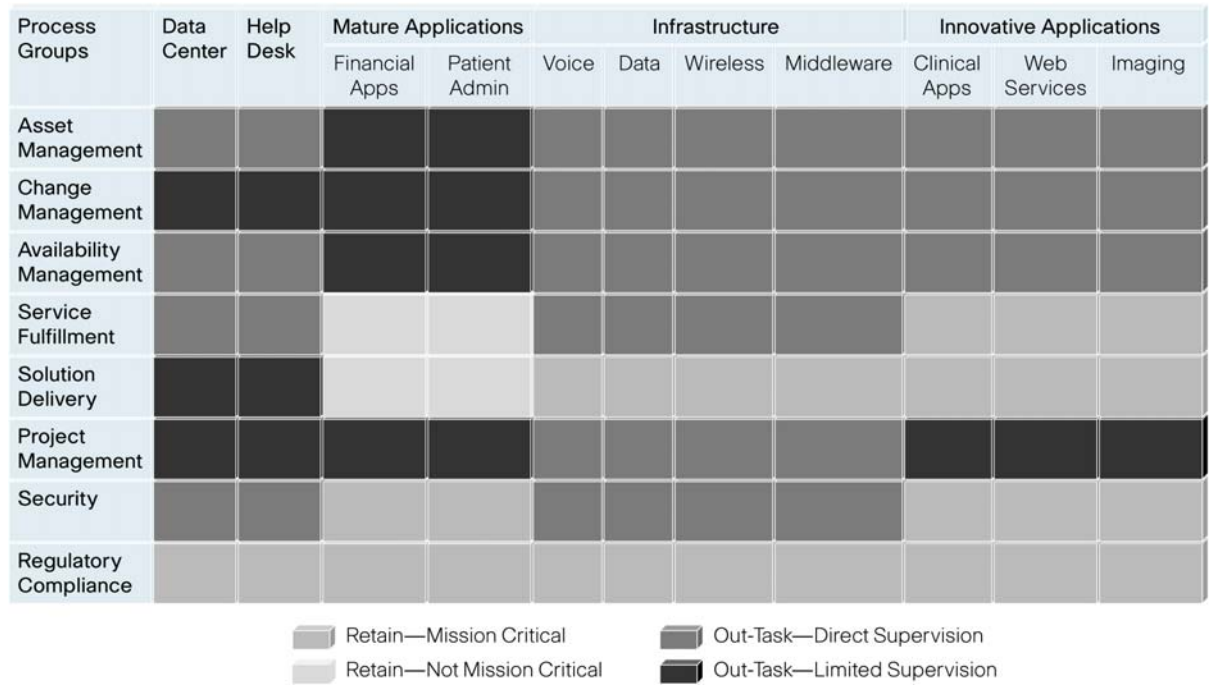 Process Groups
Data Center
Help Desk
Mature Applications
Infrastructure
Innovative Applications
Financial Apps
Patient Admin
Voice
Data
Wireless
Middleware
Clinical Apps
Web Services
Imaging
Asset Management
Change Management
Availability Management
Service Fulfillment
Solution Delivery
Project Management
Security
Regulatory Compliance
Retain—Mission Critical
Out-Task—Direct Supervision
Retain—Not Mission Critical
Out-Task—Limited Supervision